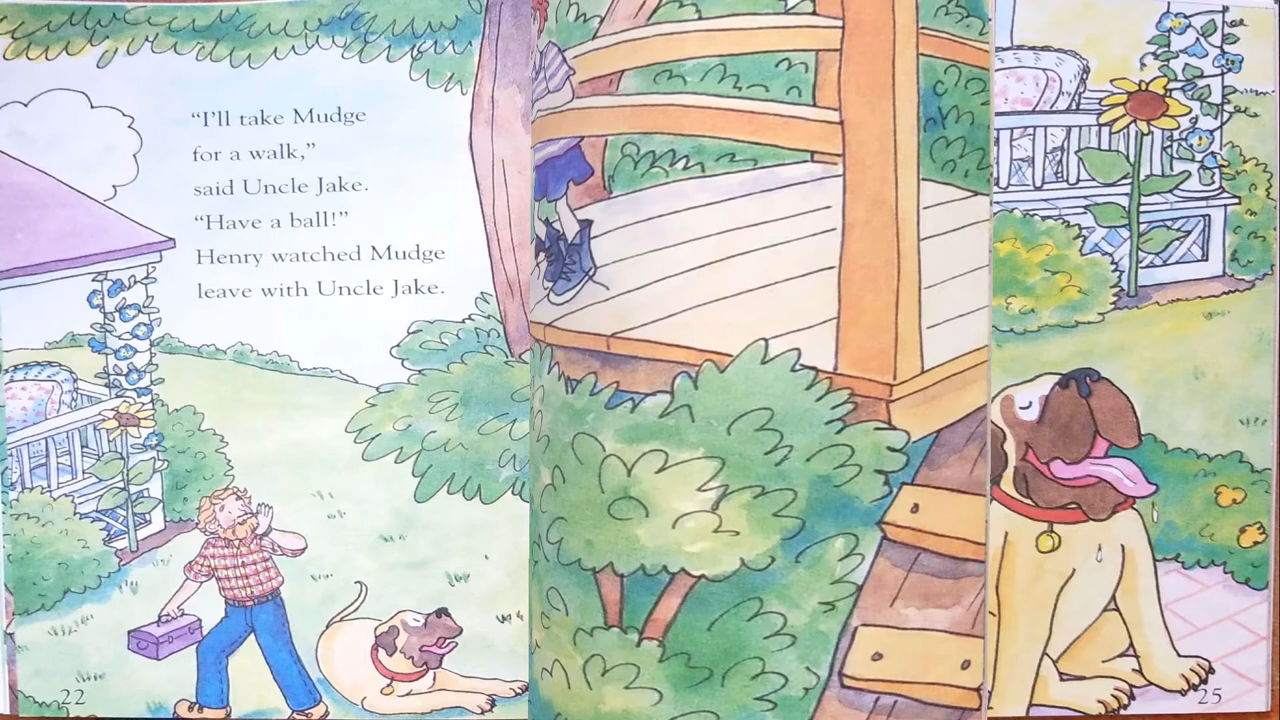 “I’ll take Mudge
for a walk,”
said Uncle Jake.
“Have a ball!”
Henry watched Mudge
leave with Uncle Jake.
22
25